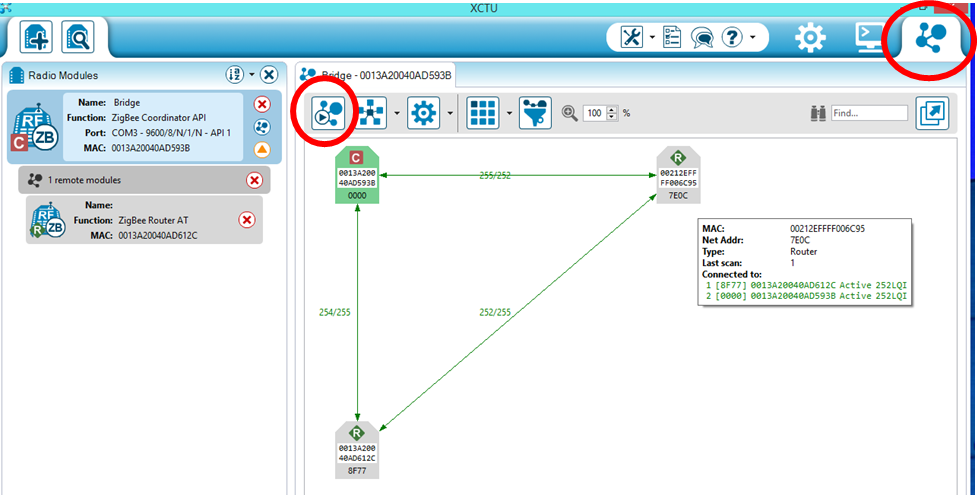 XCTU
Radio Modules
Name: Bridge
Function: ZigBee Coordinator API
Port: COM3 - 9600/8/N/1/N - API 1
MAC: 0013A20040AD593B
RF
C
ZB
1 remote modules
Name:
Function: ZigBee Router AT
MAC: 0013A20040AD612C
RF
R
ZB
Bridge - 0013A20040AD593B
100 %
Find...
C
0013A200
40AD593B
0000
255/252
R
00212EFF
FF006C95
7E0C
MAC: 00212EFFFF006C95
Net Addr: 7E0C
Type: Router
Last scan: 1
Connected to:
1 [8F77] 0013A20040AD612C Active 252LQI
2 [0000] 0013A20040AD593B Active 252LQI
254/255
252/255
R
0013A200
40AD612C
8F77